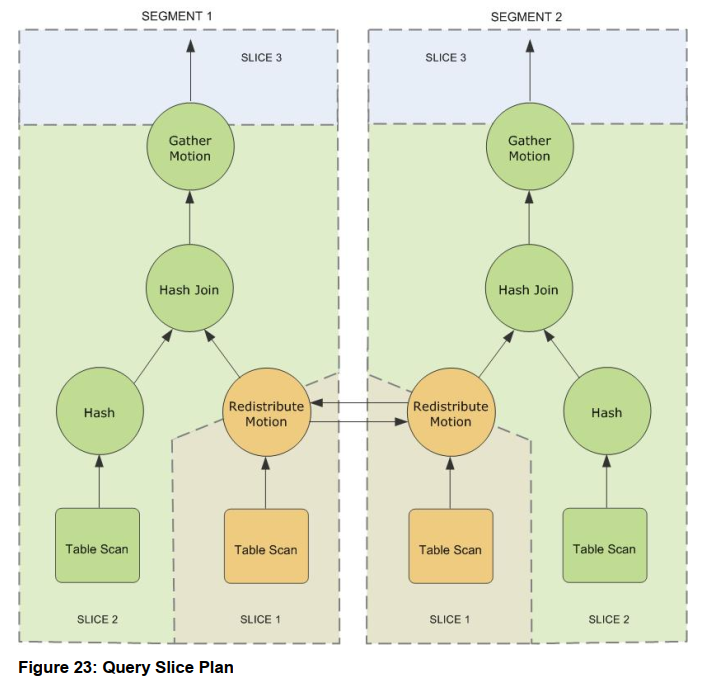 SEGMENT 1
SEGMENT 2
SLICE 3
SLICE 3
Gather
Motion
Gather
Motion
Hash Join
Hash Join
Hash
Redistribute
Motion
Redistribute
Motion
Hash
Table Scan
Table Scan
Table Scan
Table Scan
SLICE 2
SLICE 1
SLICE 1
SLICE 2
Figure 23: Query Slice Plan